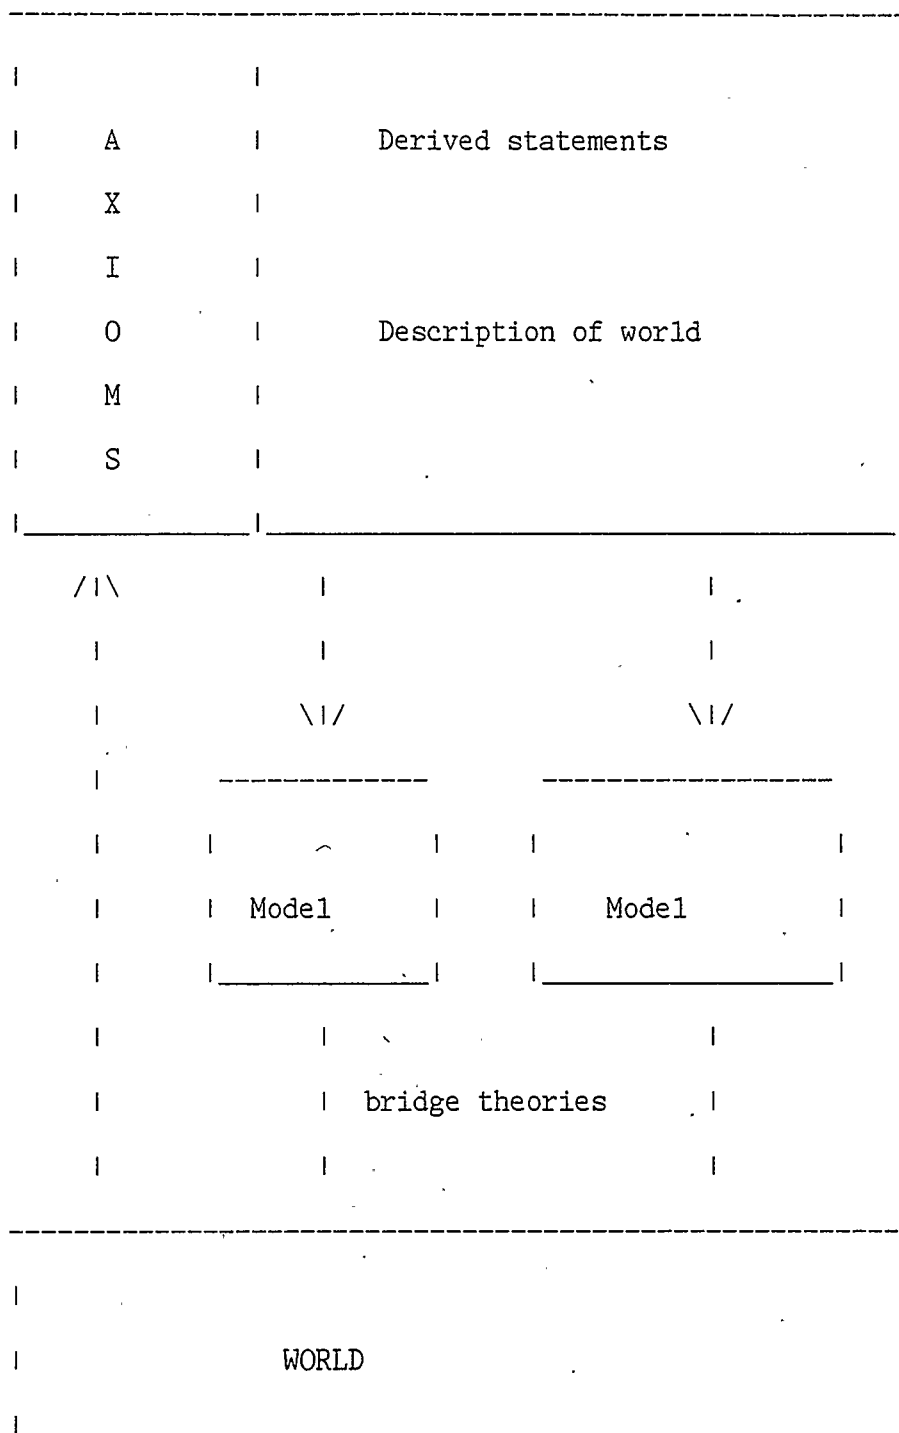 A Derived statements
X
I
O Description of world
M
S
Model Model
bridge theories
WORLD